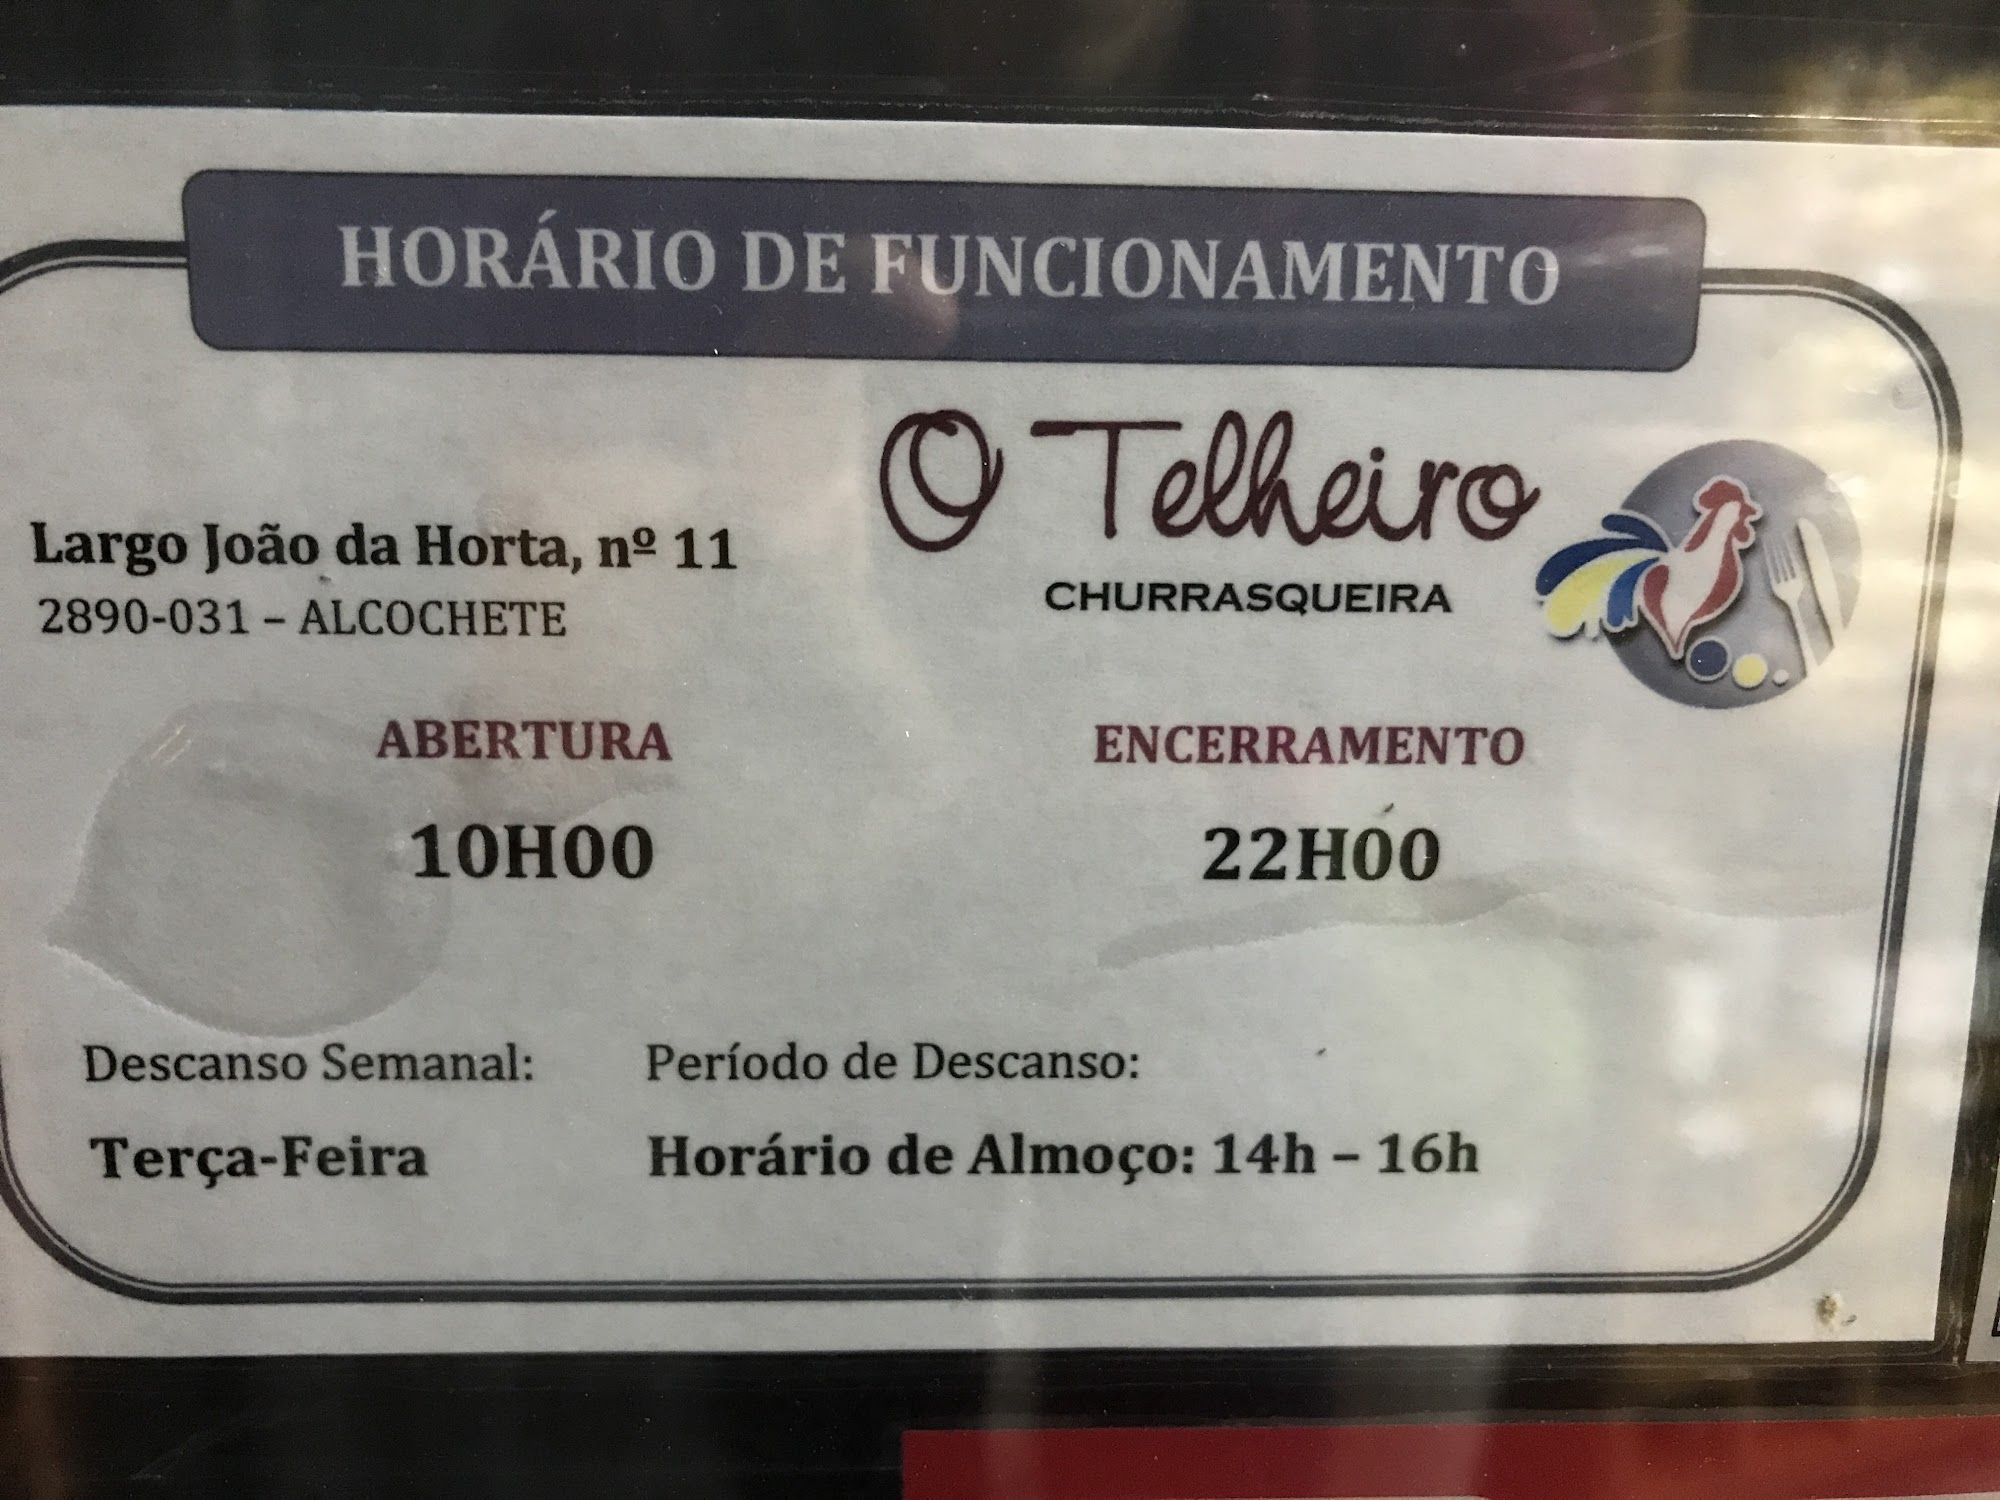 HORÁRIO DE FUNCIONAMENTO
O Telheiro
CHURRASQUEIRA
Largo João da Horta, nº 11
2890-031 – ALCOCHETE
ABERTURA
10H00
ENCERRAMENTO
22H00
Descanso Semanal:
Terça-Feira
Período de Descanso:
Horário de Almoço: 14h – 16h